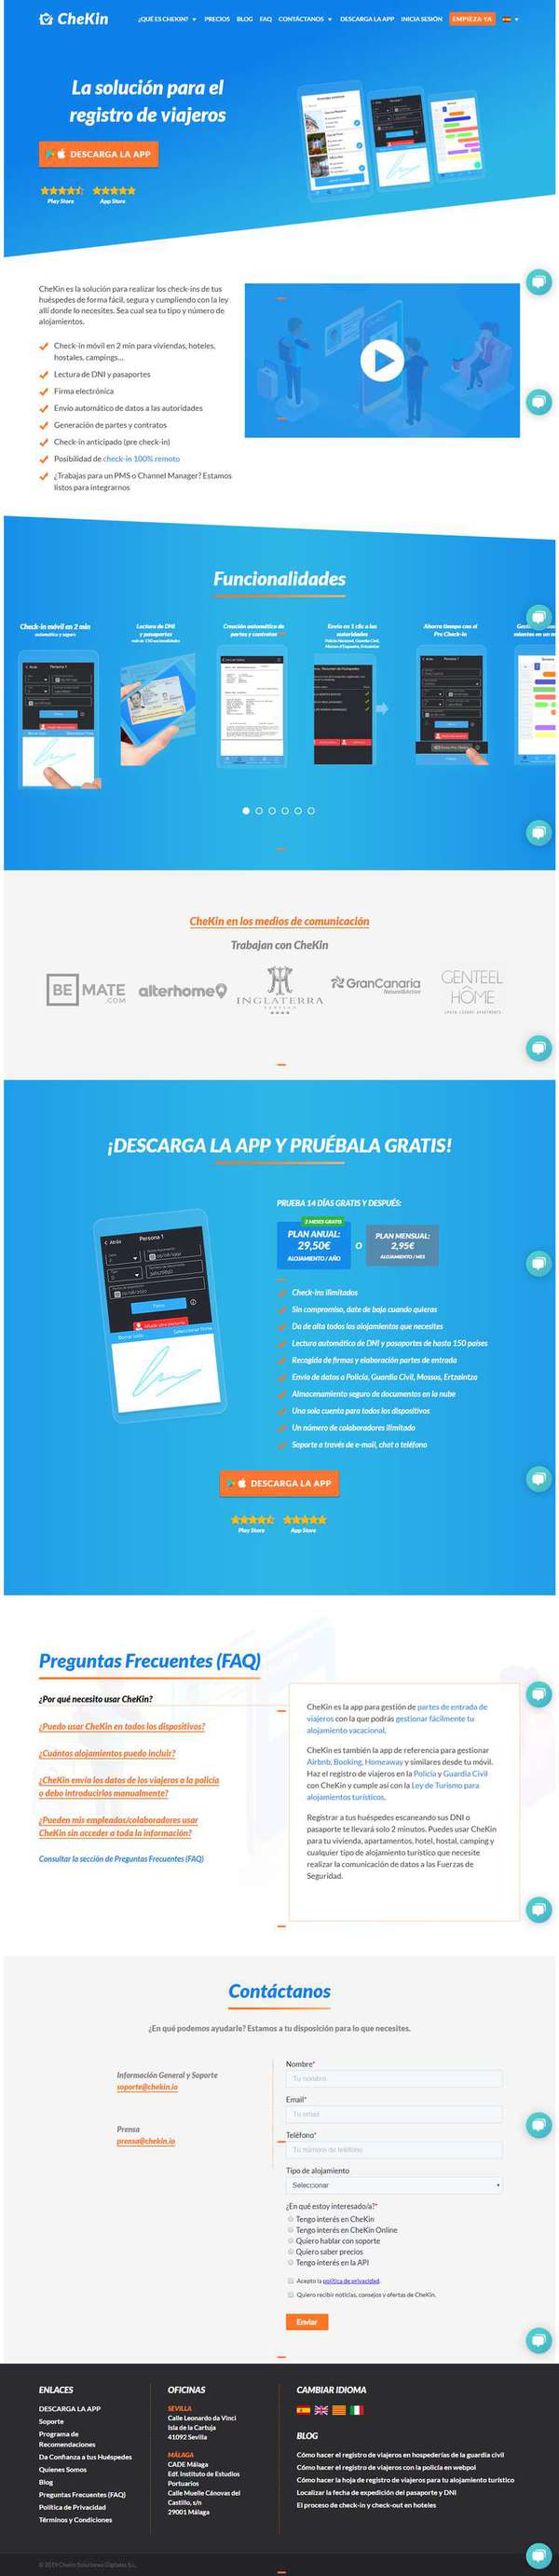 CheKin
¿QUÉ ES CHEKIN? PRECIOS BLOG FAQ CONTÁCTANOS DESCARGA LA APP INICIA SESIÓN EMPIEZA YA
La solución para el
registro de viajeros
DESCARGA LA APP
Play Store App Store
CheKin es la solución para realizar los check-ins de tus
huéspedes de forma fácil, segura y cumpliendo con la ley
allí donde lo necesites. Sea cual sea tu tipo y número de
alojamientos.
Check-in móvil en 2 min para viviendas, hoteles,
hostales, campings...
Lectura de DNI y pasaportes
Firma electrónica
Envío automático de datos a las autoridades
Generación de partes y contratos
Check-in anticipado (pre check-in)
Posibilidad de check-in 100% remoto
¿Trabajas para un PMS o Channel Manager? Estamos
listos para integrarnos
Funcionalidades
Check-in móvil en 2 min
automático y seguro
Lectura de DNI
y pasaportes
más de 150 nacionalidades
Creación automática de
partes y contratos
Envío en 1 clic a las
autoridades
Policía Nacional, Guardia Civil,
Mossos d'Esquadra, Ertzaintza
Ahorra tiempo con el
Pre Check-in
CheKin en los medios de comunicación
Trabajan con CheKin
BE MATE
.COM
alterhome
INGLATERRA
SEVILLA
GranCanaria
Natural&Active
GENTEEL
HOME
¡DESCARGA LA APP Y PRUÉBALA GRATIS!
PRUEBA 14 DÍAS GRATIS Y DESPUÉS:
2 MESES GRATIS
PLAN ANUAL:
29,50€
ALOJAMIENTO / AÑO
O
PLAN MENSUAL:
2,95€
ALOJAMIENTO / MES
Atrás Persona 1
Borrar todo Seleccionar firma
Check-Ins ilimitados
Sin compromiso, date de baja cuando quieras
Da de alta todos los alojamientos que necesites
Lectura automática de DNI y pasaportes de hasta 150 países
Recogida de firmas y elaboración partes de entrada
Envío de datos a Policía, Guardia Civil, Mossos, Ertzaintza
Almacenamiento seguro de documentos en la nube
Una sola cuenta para todos los dispositivos
Un número de colaboradores ilimitado
Soporte a través de e-mail, chat o teléfono
DESCARGA LA APP
Play Store App Store
Preguntas Frecuentes (FAQ)
¿Por qué necesito usar CheKin?
¿Puedo usar CheKin en todos los dispositivos?
¿Cuántos alojamientos puedo incluir?
¿CheKin envía los datos de los viajeros a la policía
o debo introducirlos manualmente?
¿Pueden mis empleados/colaboradores usar
CheKin sin acceder a toda la información?
Consultar la sección de Preguntas Frecuentes (FAQ)
CheKin es la app para gestión de partes de entrada de
viajeros con la que podrás gestionar fácilmente tu
alojamiento vacacional.
CheKin es también la app de referencia para gestionar
Airbnb, Booking, Homeaway y similares desde tu móvil.
Haz el registro de viajeros en la Policía y Guardia Civil
con CheKin y cumple así con la Ley de Turismo para
alojamientos turísticos.
Registrar a tus huéspedes escaneando sus DNI o
pasaporte te llevará solo 2 minutos. Puedes usar CheKin
para tu vivienda, apartamentos, hotel, hostal, camping y
cualquier tipo de alojamiento turístico que necesite
realizar la comunicación de datos a las Fuerzas de
Seguridad.
Contáctanos
¿En qué podemos ayudarle? Estamos a tu disposición para lo que necesites.
Información General y Soporte
soporte@chekin.io
Prensa
prensa@chekin.io
Nombre*
Tu nombre
Email*
Tu email
Teléfono*
Tu número de teléfono
Tipo de alojamiento
Seleccionar
¿En qué estoy interesado/a?*
Tengo interés en CheKin
Tengo interés en CheKin Online
Quiero hablar con soporte
Quiero saber precios
Tengo interés en la API
Acepto la política de privacidad.
Quiero recibir noticias, consejos y ofertas de CheKin.
Enviar
ENLACES
DESCARGA LA APP
Soporte
Programa de
Recomendaciones
Da Confianza a tus Huéspedes
Quienes Somos
Blog
Preguntas Frecuentes (FAQ)
Política de Privacidad
Términos y Condiciones
OFICINAS
SEVILLA
Calle Leonardo da Vinci
Isla de la Cartuja
41092 Sevilla
MÁLAGA
CADE Málaga
Edf. Instituto de Estudios
Portuarios
Calle Muelle Cánovas del
Castillo, s/n
29001 Málaga
CAMBIAR IDIOMA
BLOG
Cómo hacer el registro de viajeros en hospederías de la guardia civil
Cómo hacer el registro de viajeros con la policía en webpol
Cómo hacer la hoja de registro de viajeros para tu alojamiento turístico
Localizar la fecha de expedición del pasaporte y DNI
El proceso de check-in y check-out en hoteles
© 2019 Chekin Soluciones Digitales S.L.